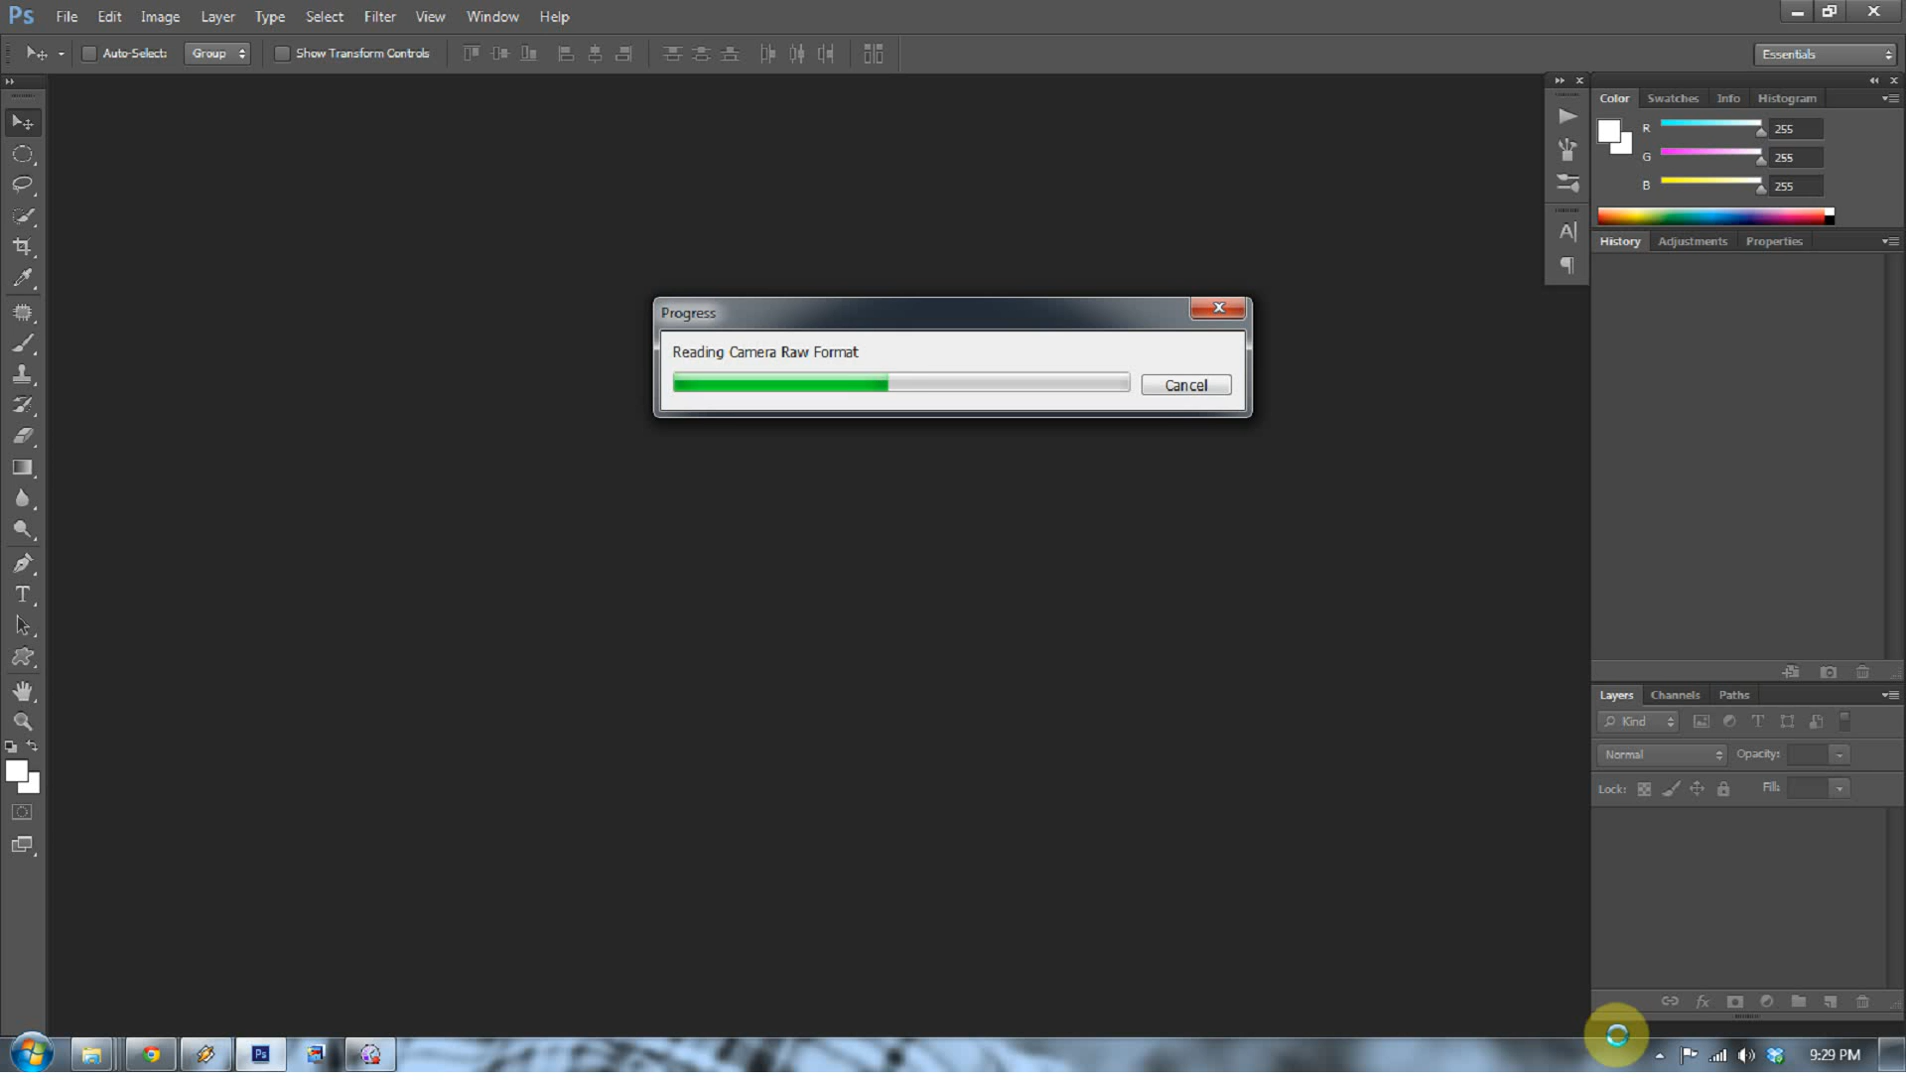 Ps File Edit Image Layer Type Select Filter View Window Help
Auto-Select: Group Show Transform Controls Essentials
Color Swatches Info Histogram
R 255
G 255
B 255
History Adjustments Properties
Progress
Reading Camera Raw Format
Cancel
Layers Channels Paths
Kind
Normal Opacity:
Lock: Fill:
fx
Ps
9:29 PM